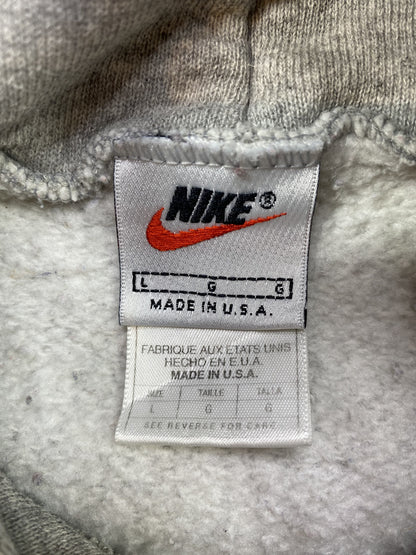 NIKE®
L G G
MADE IN U.S.A.
FABRIQUE AUX ETATS UNIS
HECHO EN E.U.A.
MADE IN U.S.A.
SIZE TAILLE TALLA
L G G
SEE REVERSE FOR CARE